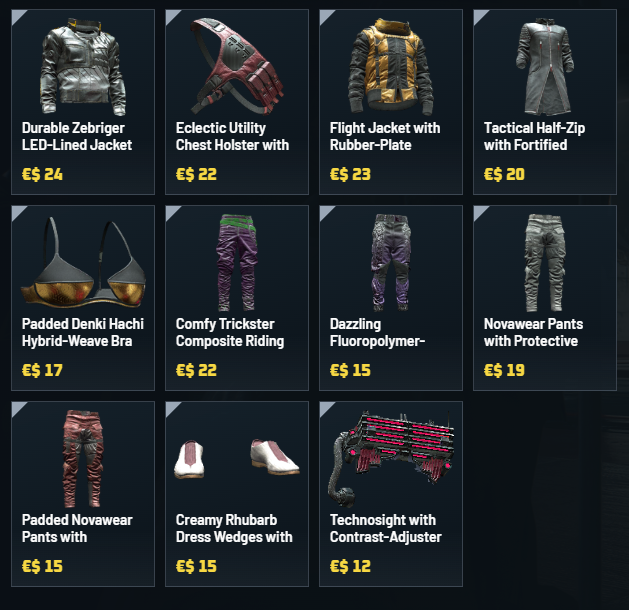 Durable Zebriger
LED-Lined Jacket
€$ 24
Eclectic Utility
Chest Holster with
€$ 22
Flight Jacket with
Rubber-Plate
€$ 23
Tactical Half-Zip
with Fortified
€$ 20
Padded Denki Hachi
Hybrid-Weave Bra
€$ 17
Comfy Trickster
Composite Riding
€$ 22
Dazzling
Fluoropolymer-
€$ 15
Novawear Pants
with Protective
€$ 19
Padded Novawear
Pants with
€$ 15
Creamy Rhubarb
Dress Wedges with
€$ 15
Technosight with
Contrast-Adjuster
€$ 12